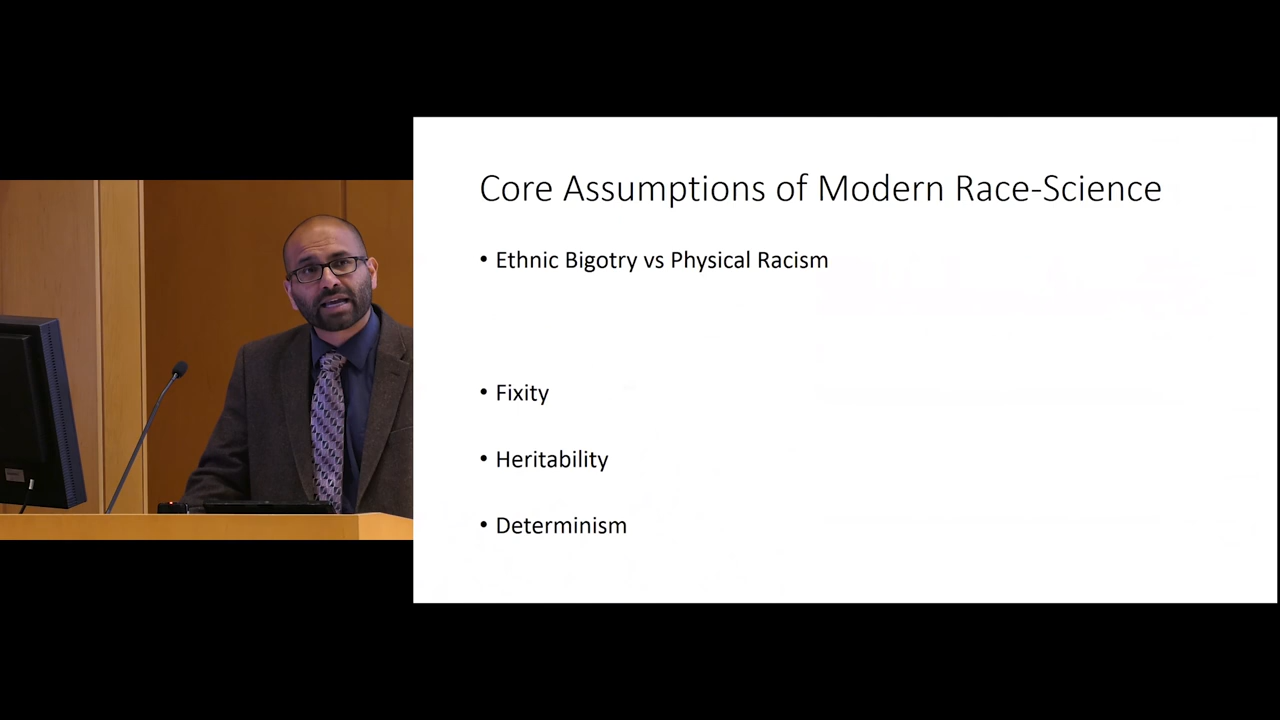 Core Assumptions of Modern Race-Science
• Ethnic Bigotry vs Physical Racism
• Fixity
• Heritability
• Determinism